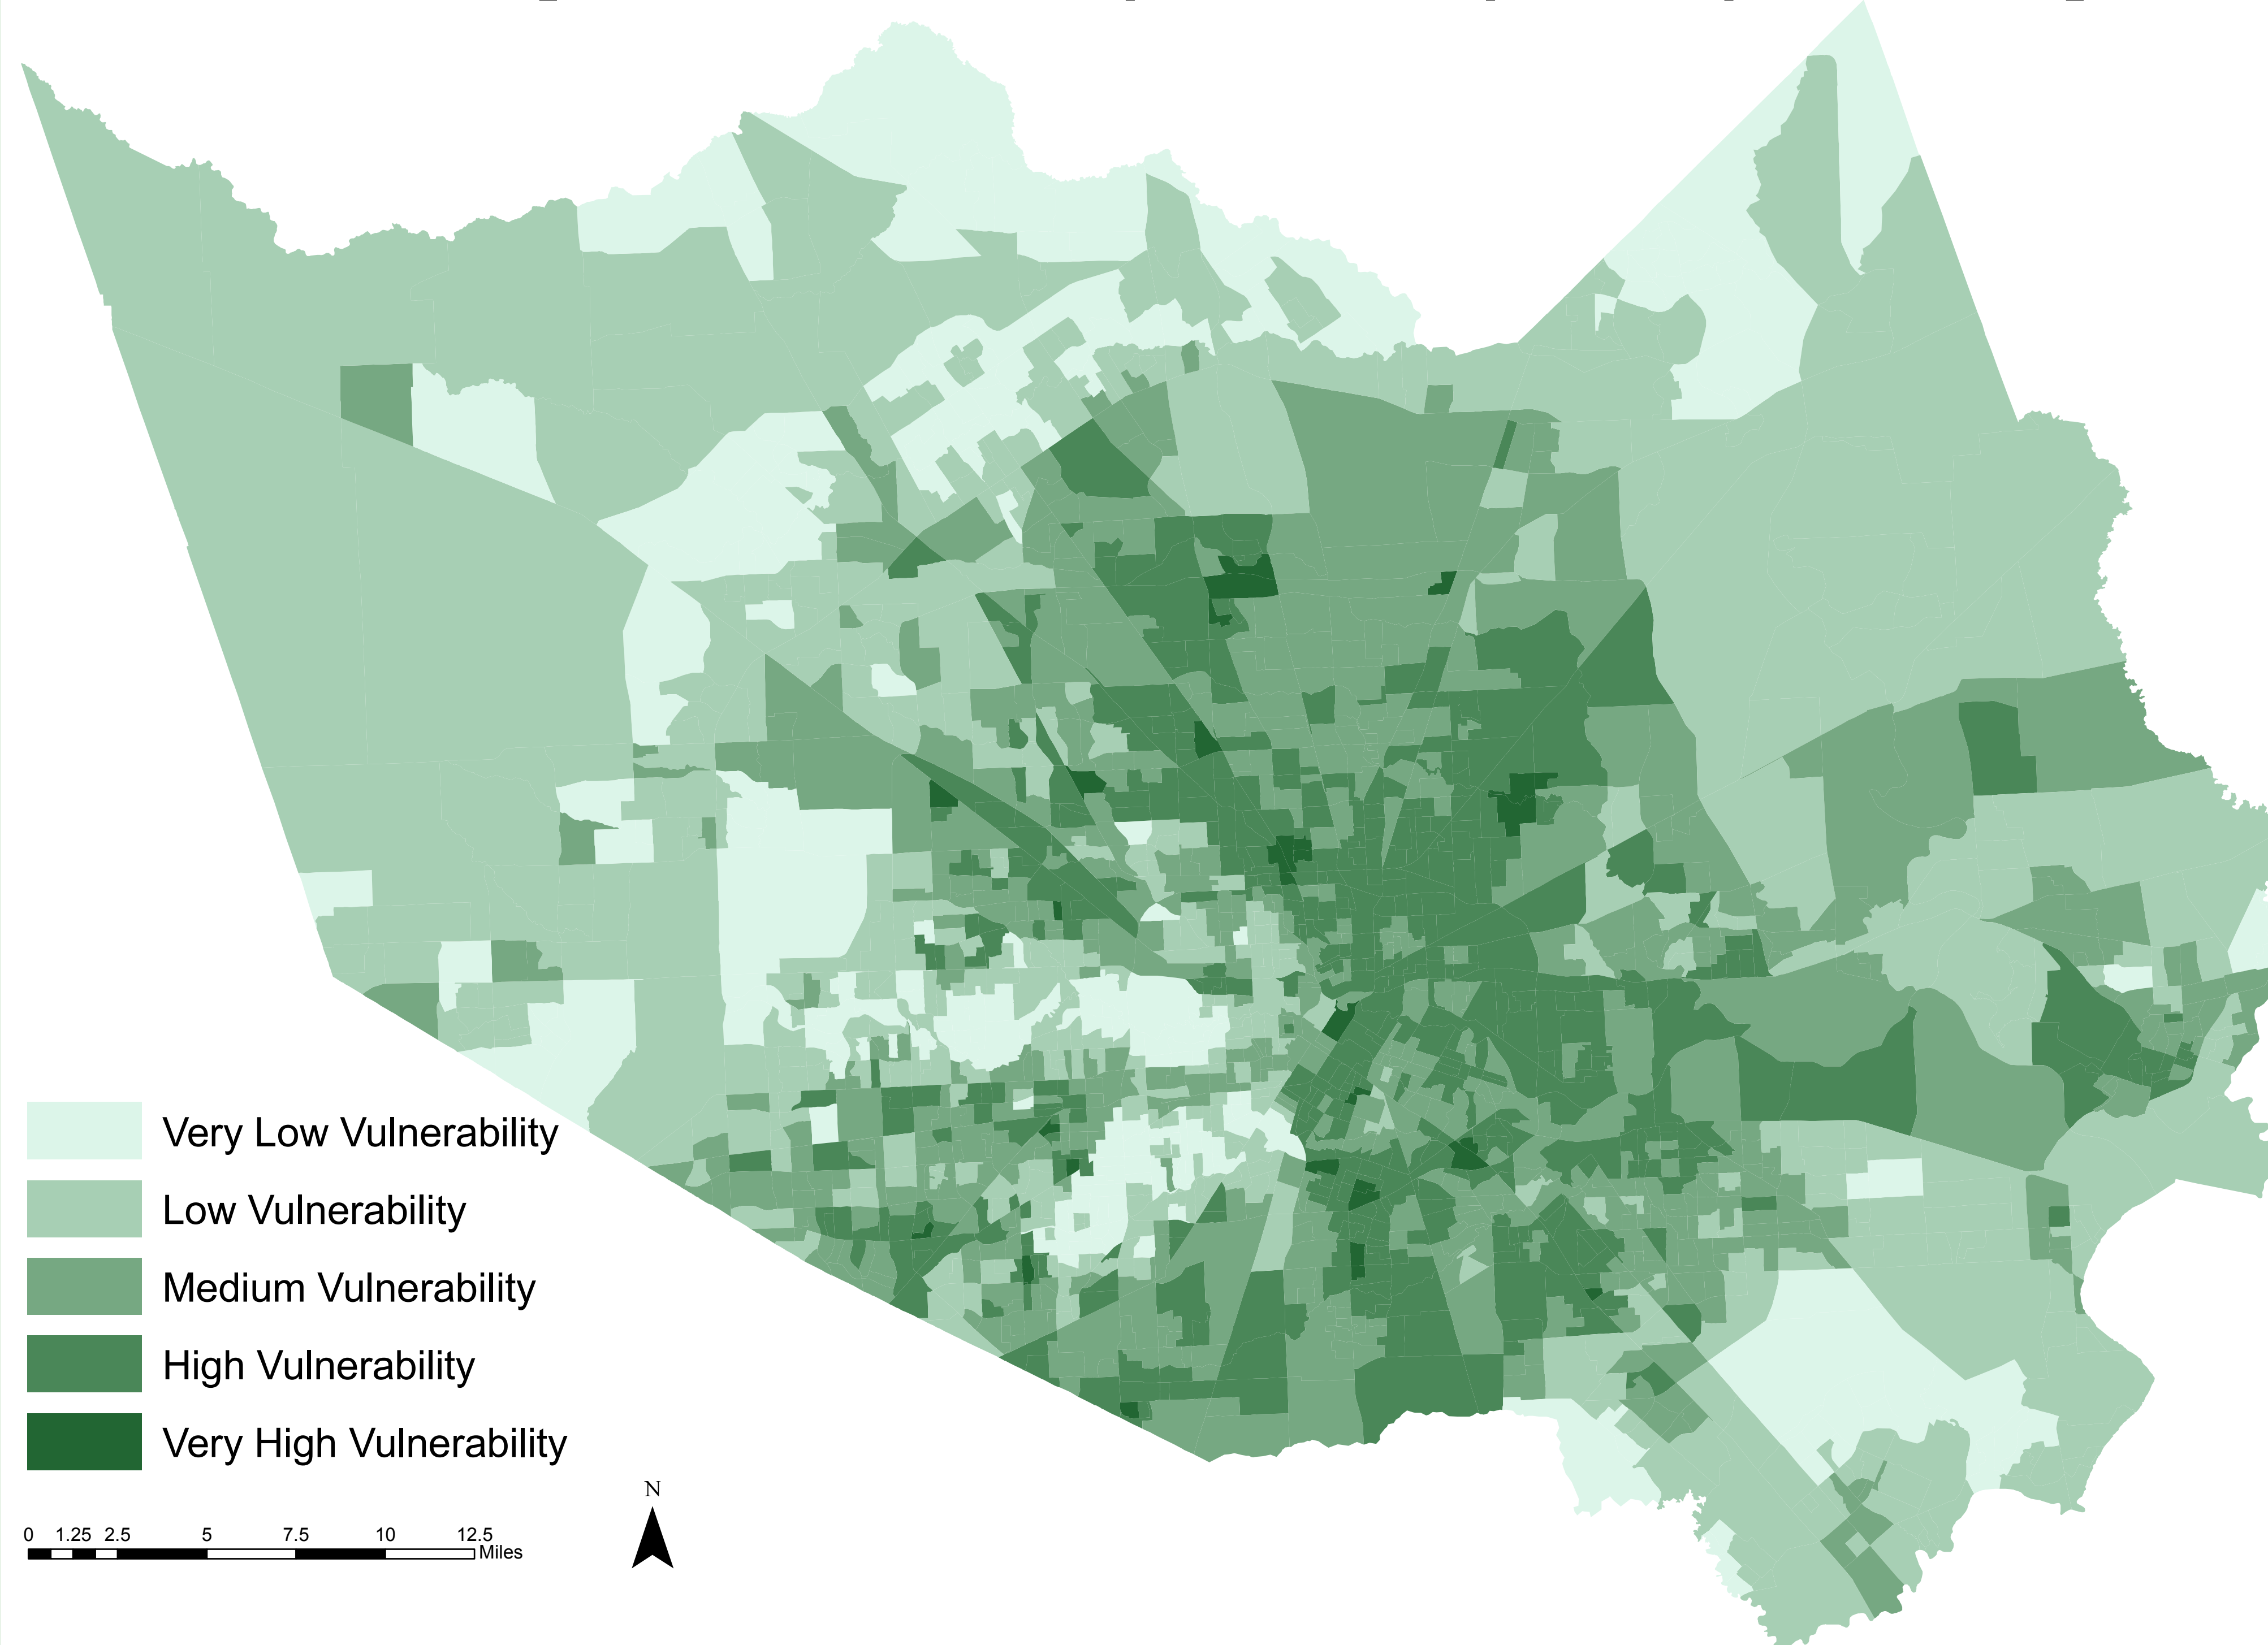 Very Low Vulnerability
Low Vulnerability
Medium Vulnerability
High Vulnerability
Very High Vulnerability
N
0 1.25 2.5 5 7.5 10 12.5
Miles